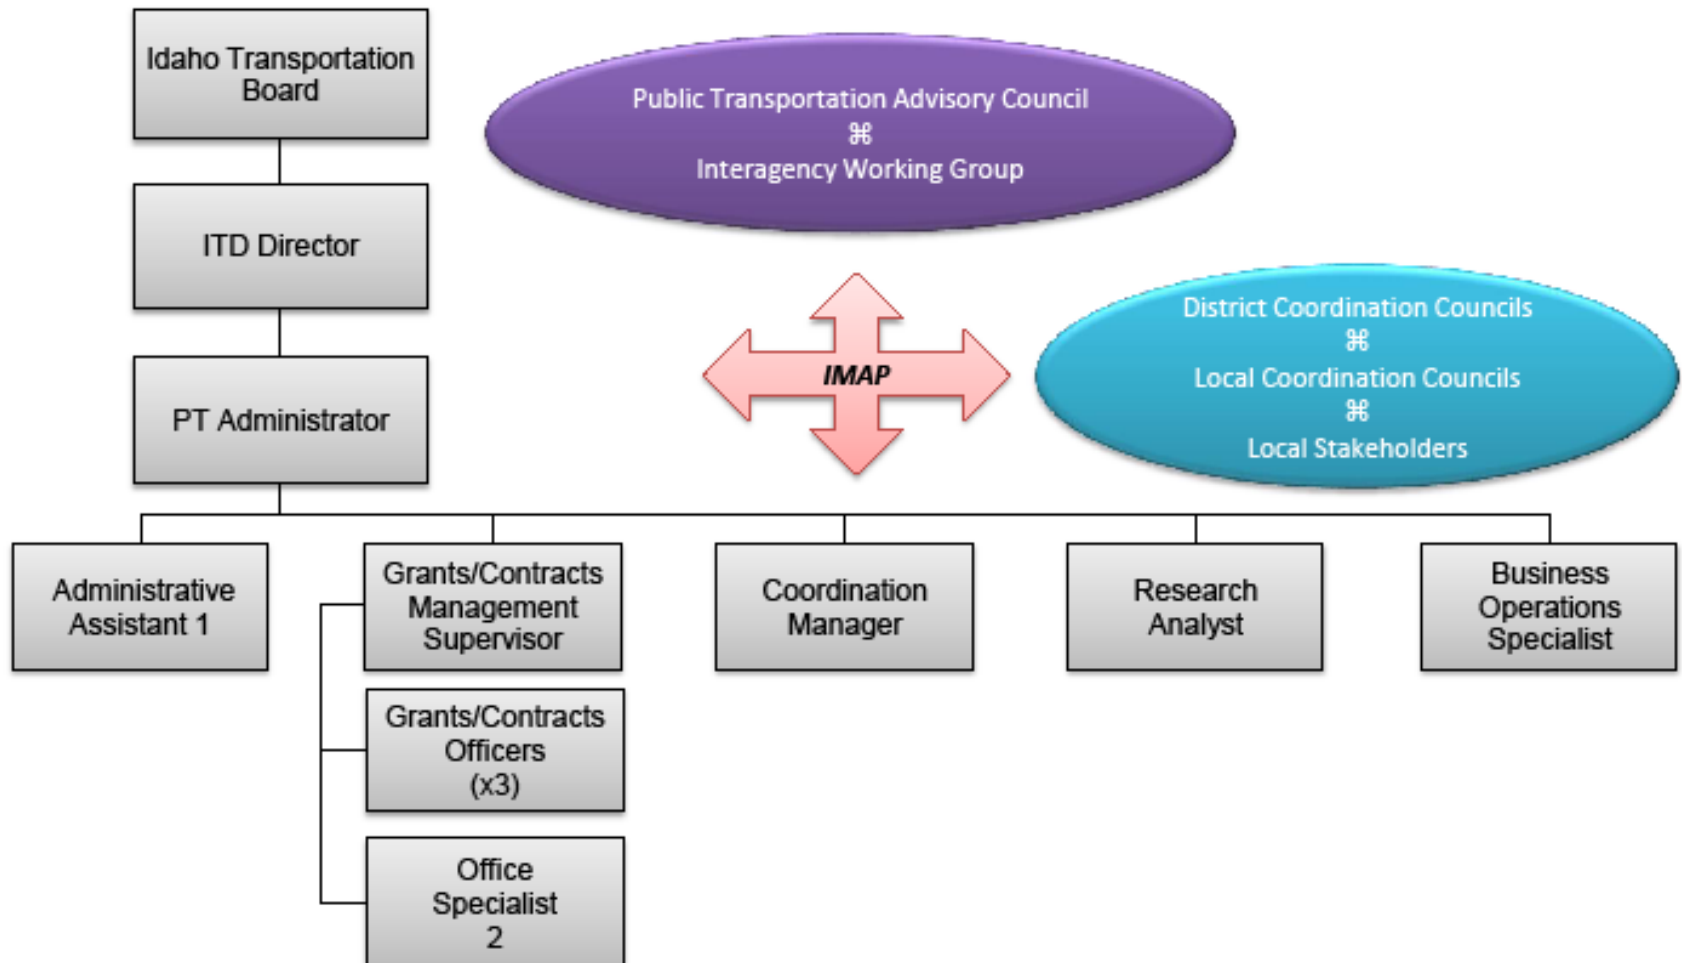 Idaho Transportation
Board
Public Transportation Advisory Council
⌘
Interagency Working Group
ITD Director
District Coordination Councils
⌘
Local Coordination Councils
⌘
Local Stakeholders
IMAP
PT Administrator
Administrative
Assistant 1
Grants/Contracts
Management
Supervisor
Coordination
Manager
Research
Analyst
Business
Operations
Specialist
Grants/Contracts
Officers
(x3)
Office
Specialist
2